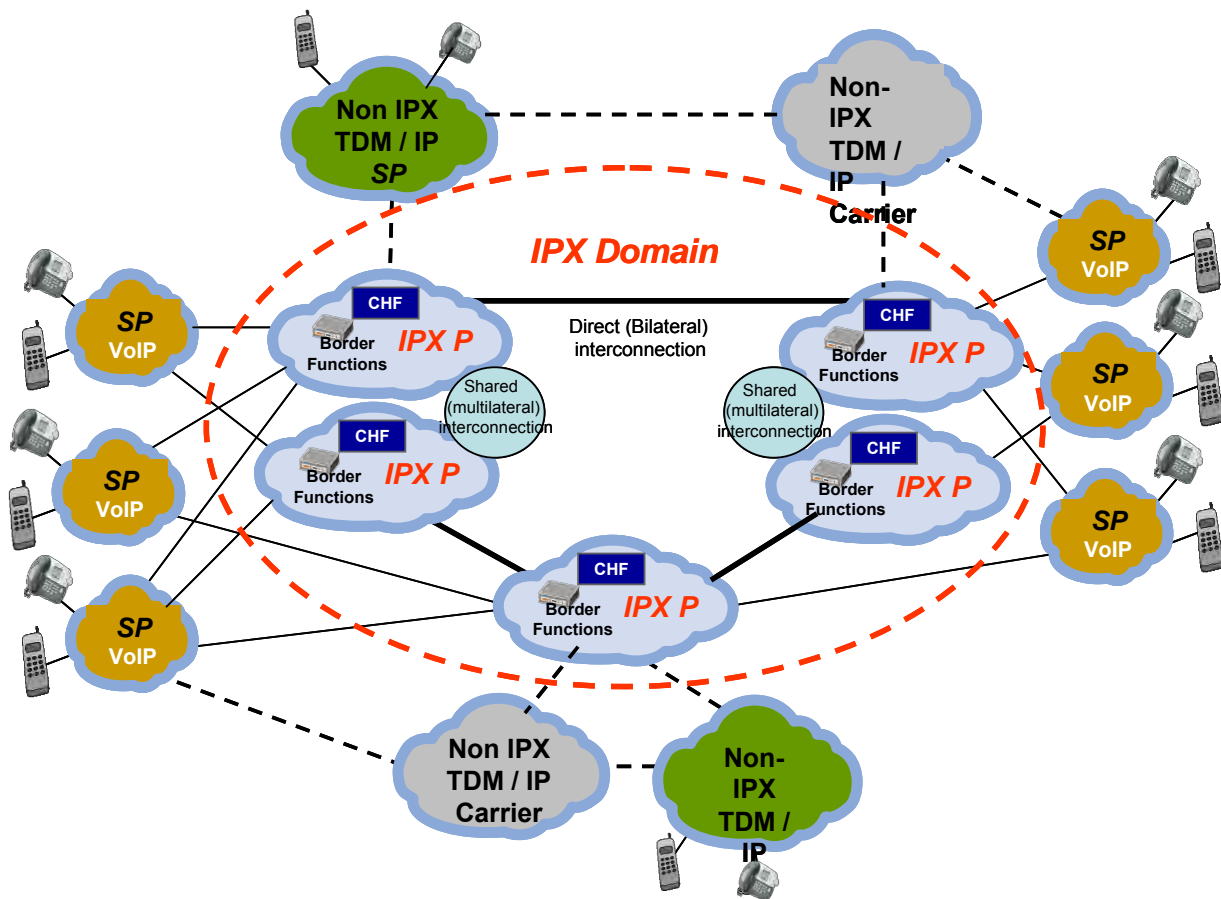 Non IPX
TDM / IP
SP
Non-
IPX
TDM /
IP
Carrier
IPX Domain
SP
VoIP
SP
VoIP
SP
VoIP
CHF
IPX P
Border
Functions
Direct (Bilateral)
interconnection
CHF
IPX P
Border
Functions
Shared
(multilateral)
interconnection
Shared
(multilateral)
interconnection
CHF
IPX P
Border
Functions
CHF
IPX P
Border
Functions
SP
VoIP
SP
VoIP
SP
VoIP
CHF
IPX P
Border
Functions
Non IPX
TDM / IP
Carrier
Non-
IPX
TDM /
IP